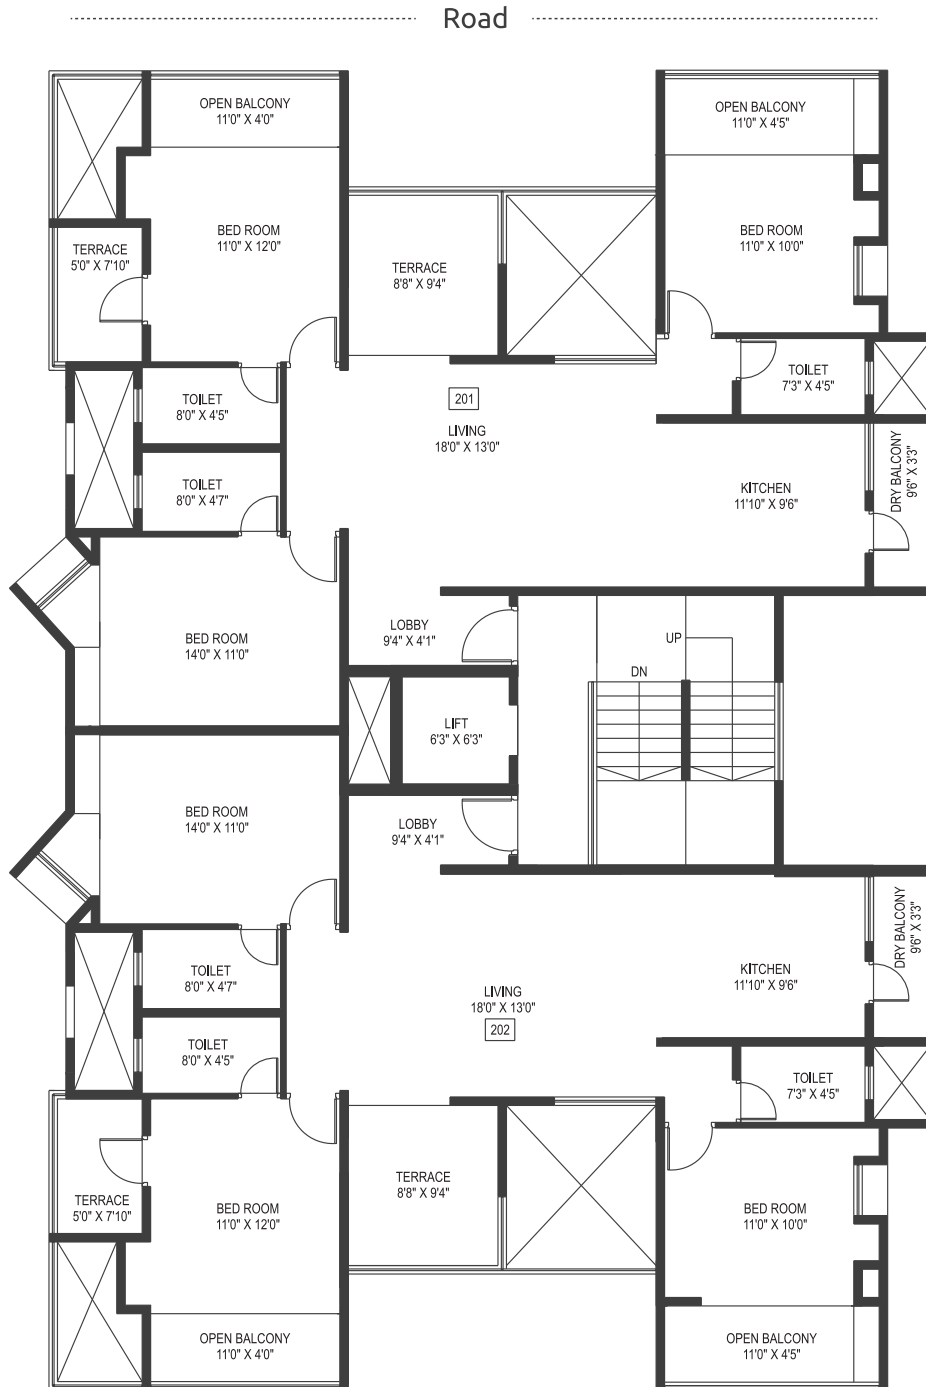 Road
OPEN BALCONY
11'0" X 4'0"
OPEN BALCONY
11'0" X 4'5"
BED ROOM
11'0" X 12'0"
BED ROOM
11'0" X 10'0"
TERRACE
5'0" X 7'10"
TERRACE
8'8" X 9'4"
TOILET
8'0" X 4'5"
TOILET
7'3" X 4'5"
201
LIVING
18'0" X 13'0"
TOILET
8'0" X 4'7"
KITCHEN
11'10" X 9'6"
DRY BALCONY
9'6" X 3'3"
BED ROOM
14'0" X 11'0"
LOBBY
9'4" X 4'1"
UP
DN
LIFT
6'3" X 6'3"
BED ROOM
14'0" X 11'0"
LOBBY
9'4" X 4'1"
DRY BALCONY
9'6" X 3'3"
TOILET
8'0" X 4'7"
KITCHEN
11'10" X 9'6"
LIVING
18'0" X 13'0"
202
TOILET
8'0" X 4'5"
TOILET
7'3" X 4'5"
TERRACE
5'0" X 7'10"
BED ROOM
11'0" X 12'0"
TERRACE
8'8" X 9'4"
BED ROOM
11'0" X 10'0"
OPEN BALCONY
11'0" X 4'0"
OPEN BALCONY
11'0" X 4'5"